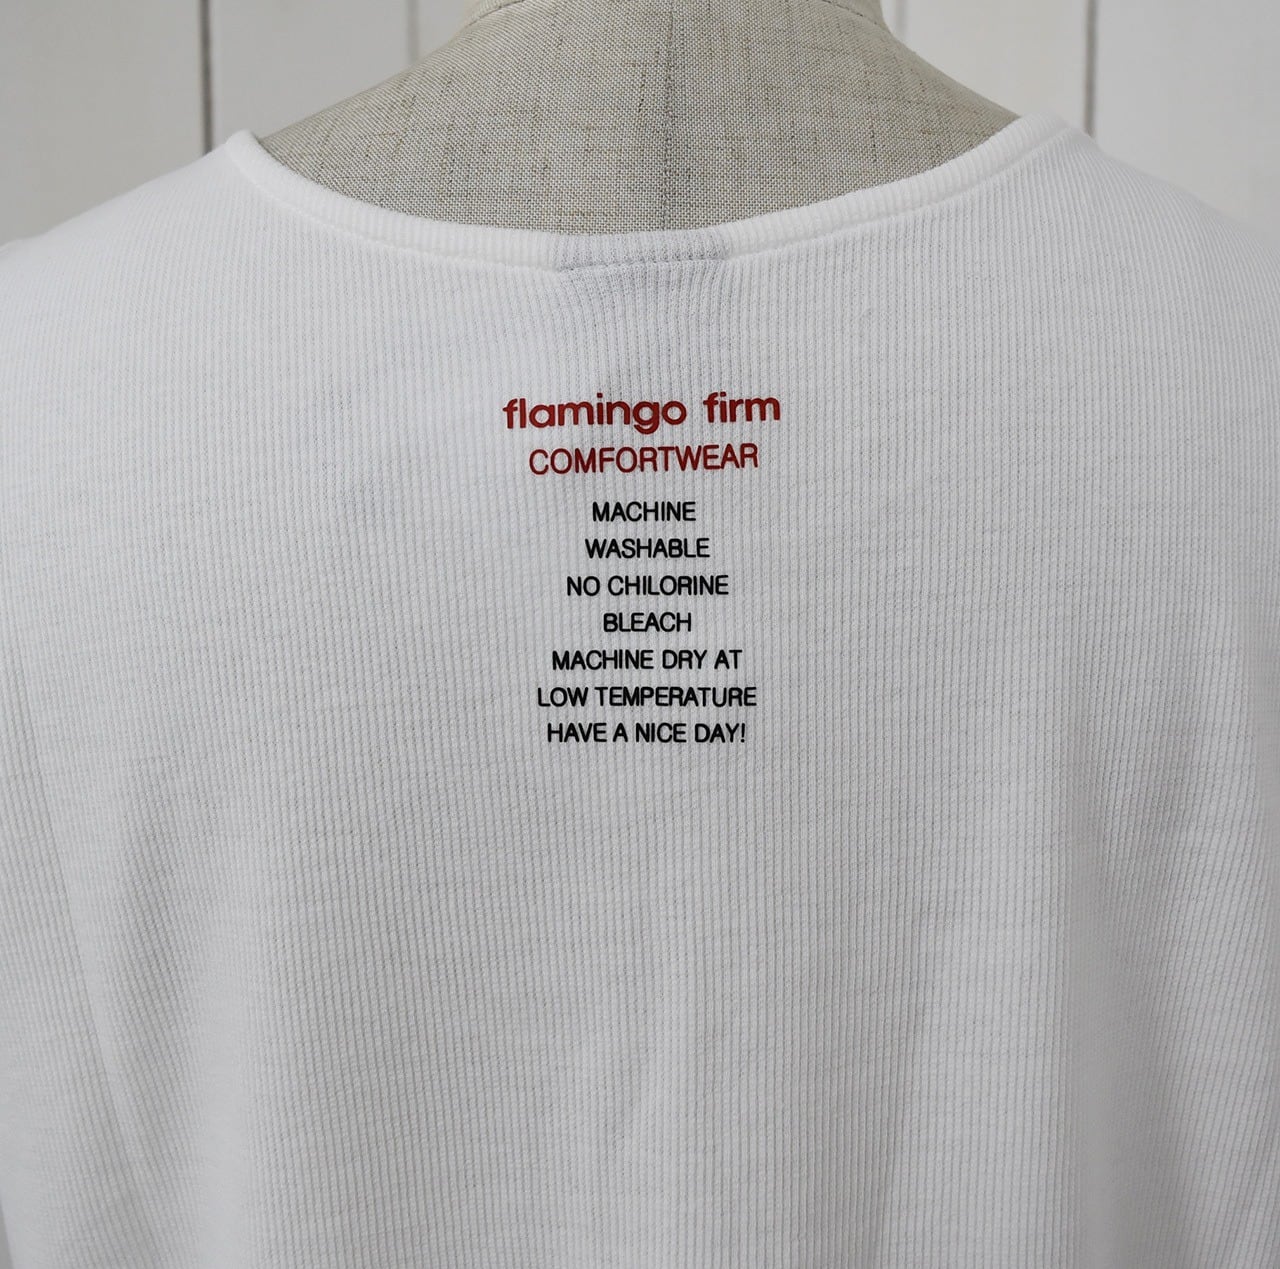 flamingo firm
COMFORTWEAR
MACHINE
WASHABLE
NO CHILORINE
BLEACH
MACHINE DRY AT
LOW TEMPERATURE
HAVE A NICE DAY!